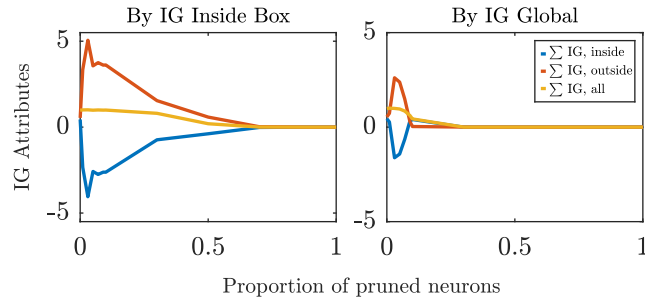 By IG Inside Box
By IG Global
IG Attributes
5
0
-5
0
0.5
1
5
0
-5
0
0.5
1
∑ IG, inside
∑ IG, outside
∑ IG, all
Proportion of pruned neurons